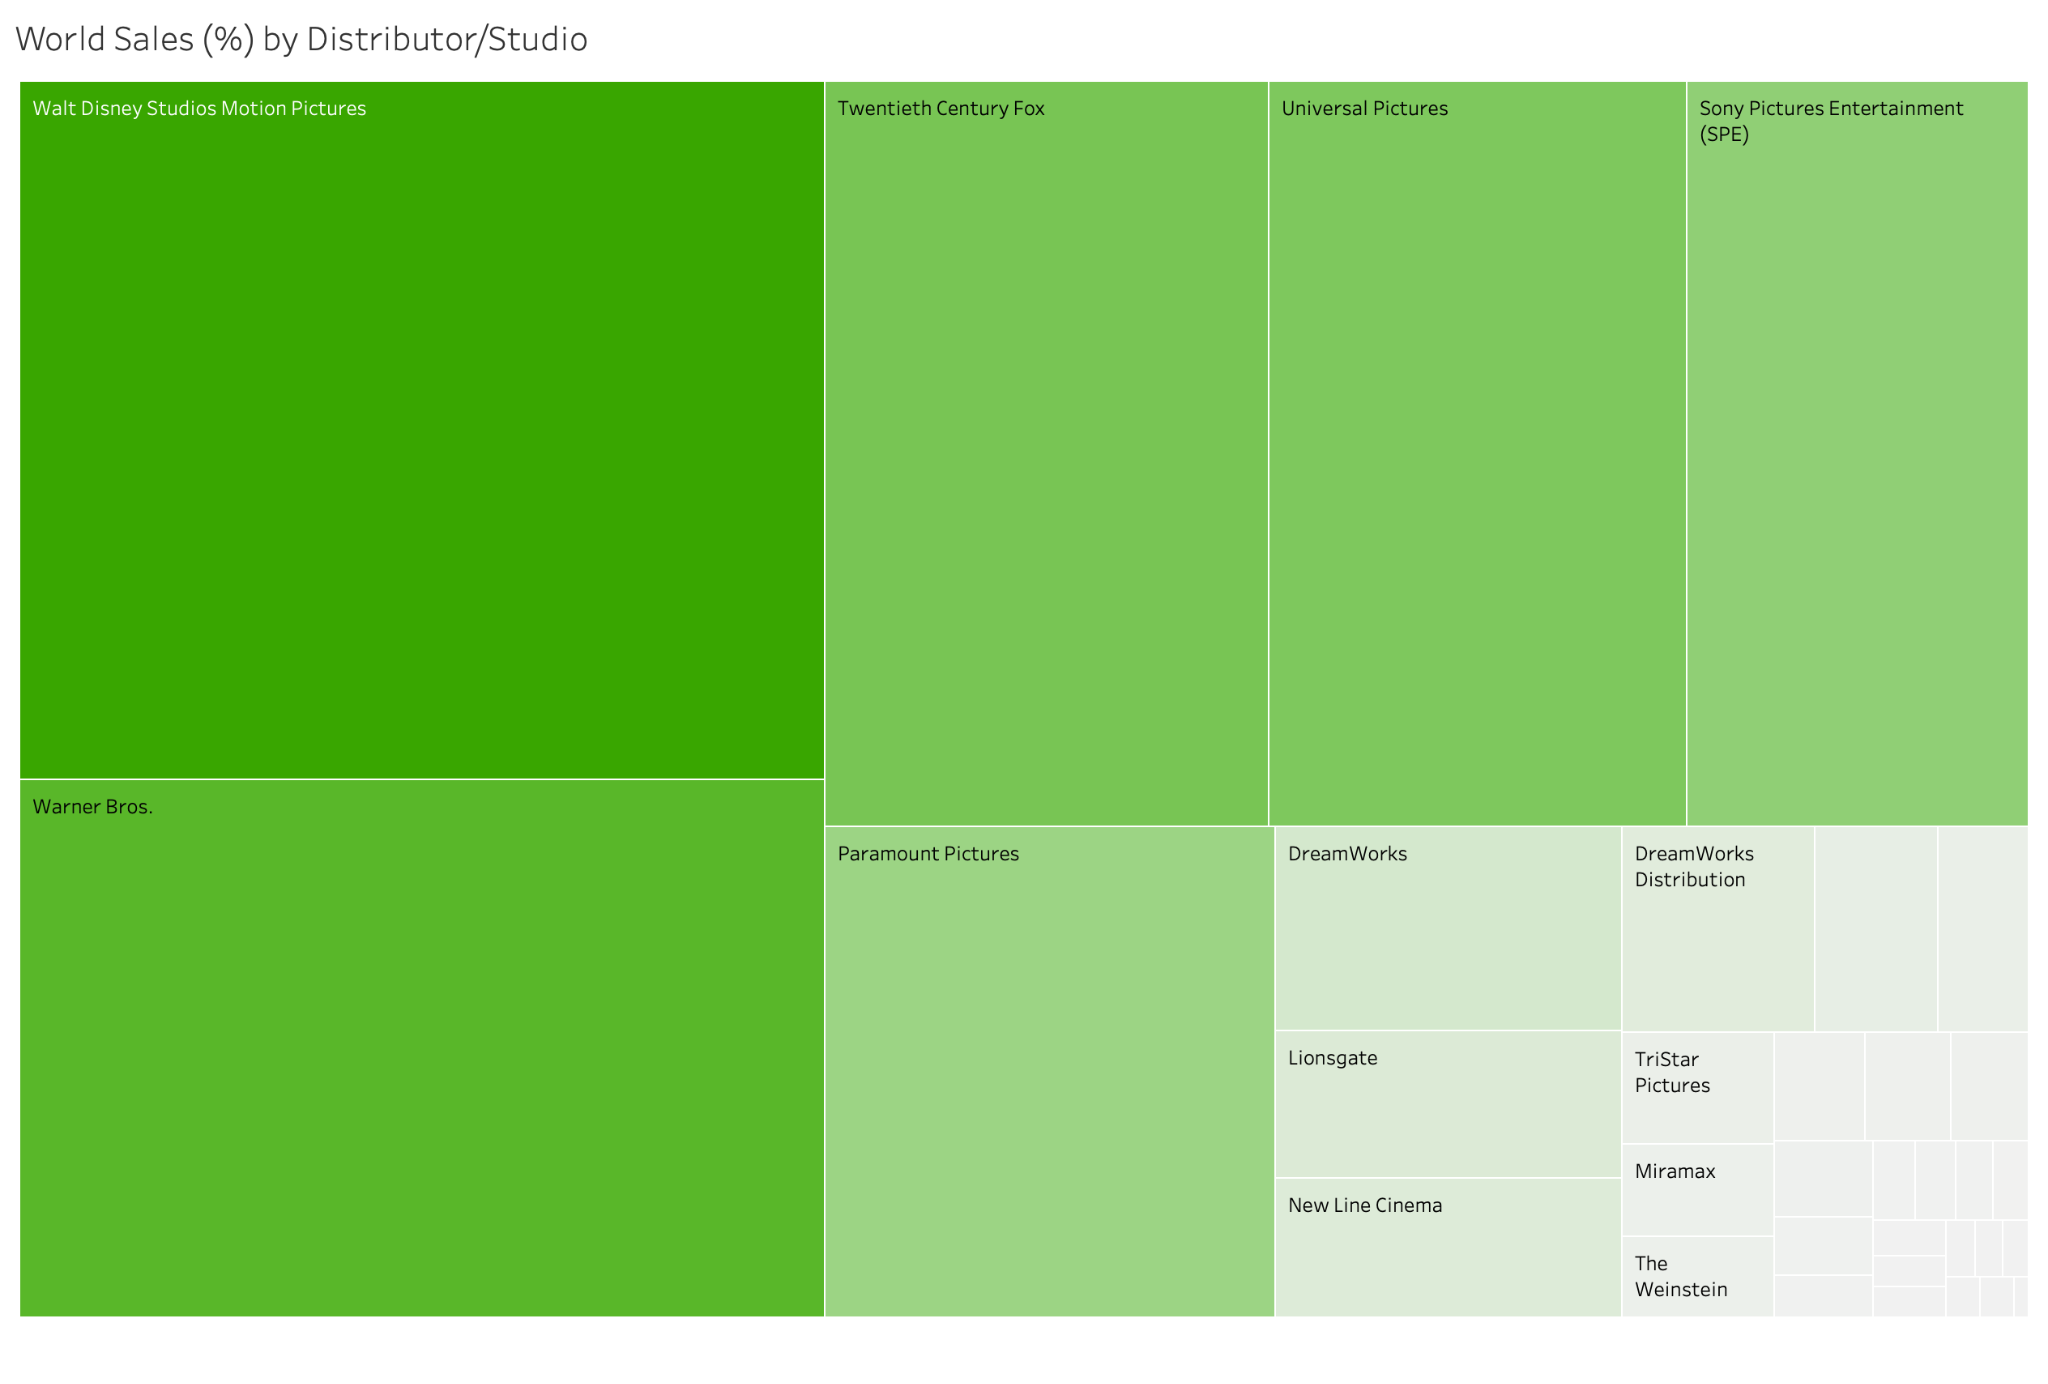 World Sales (%) by Distributor/Studio
Walt Disney Studios Motion Pictures
Twentieth Century Fox
Universal Pictures
Sony Pictures Entertainment
(SPE)
Warner Bros.
Paramount Pictures
DreamWorks
DreamWorks
Distribution
Lionsgate
TriStar
Pictures
Miramax
New Line Cinema
The
Weinstein